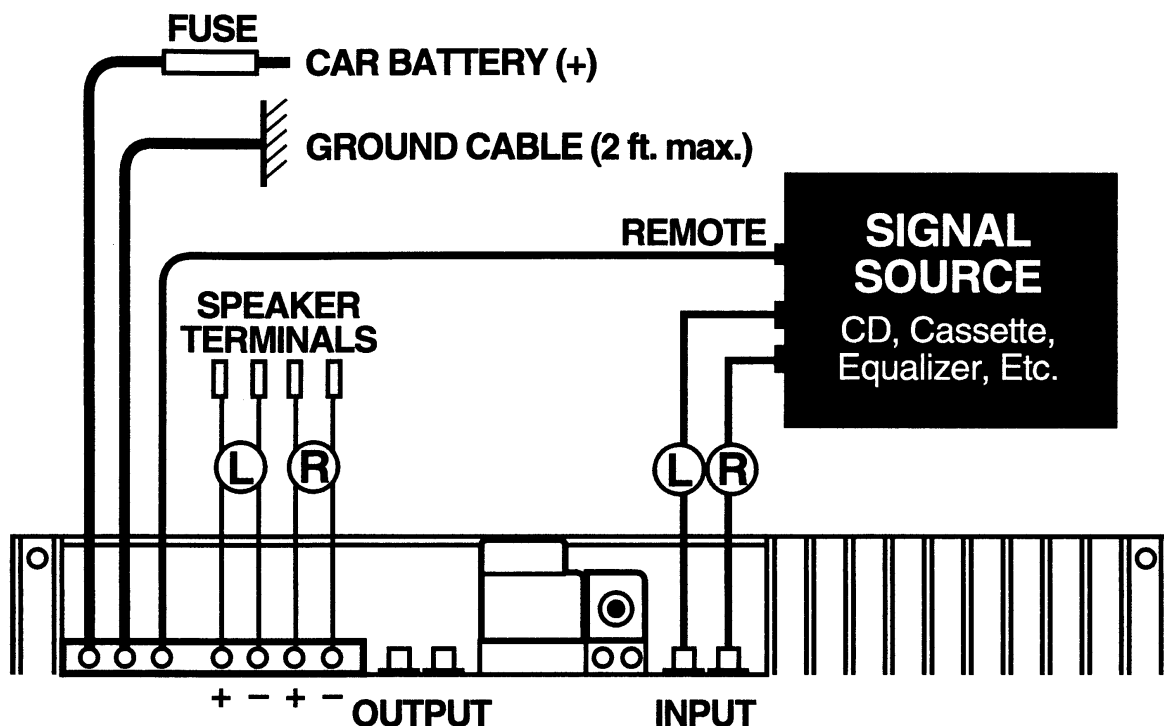 FUSE
CAR BATTERY (+)
GROUND CABLE (2 ft. max.)
REMOTE
SIGNAL
SOURCE
CD, Cassette,
Equalizer, Etc.
SPEAKER
TERMINALS
L R
L R
+ − + −
OUTPUT
INPUT